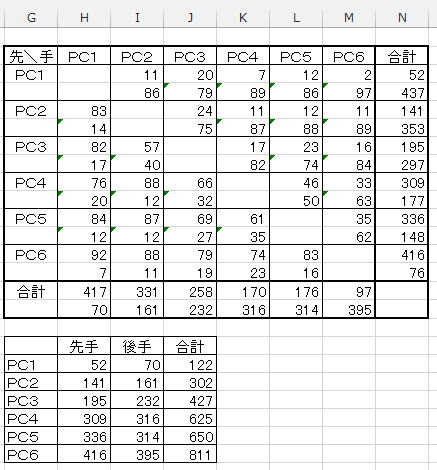 G H I J K L M N
先＼手 PC1 PC2 PC3 PC4 PC5 PC6 合計
PC1 11 20 7 12 2 52
86 79 89 86 97 437
PC2 83 24 11 12 11 141
14 75 87 88 89 353
PC3 82 57 17 23 16 195
17 40 82 74 84 297
PC4 76 88 66 46 33 309
20 12 32 50 63 177
PC5 84 87 69 61 35 336
12 12 27 35 62 148
PC6 92 88 79 74 83 416
7 11 19 23 16 76
合計 417 331 258 170 176 97
70 161 232 316 314 395
先手 後手 合計
PC1 52 70 122
PC2 141 161 302
PC3 195 232 427
PC4 309 316 625
PC5 336 314 650
PC6 416 395 811